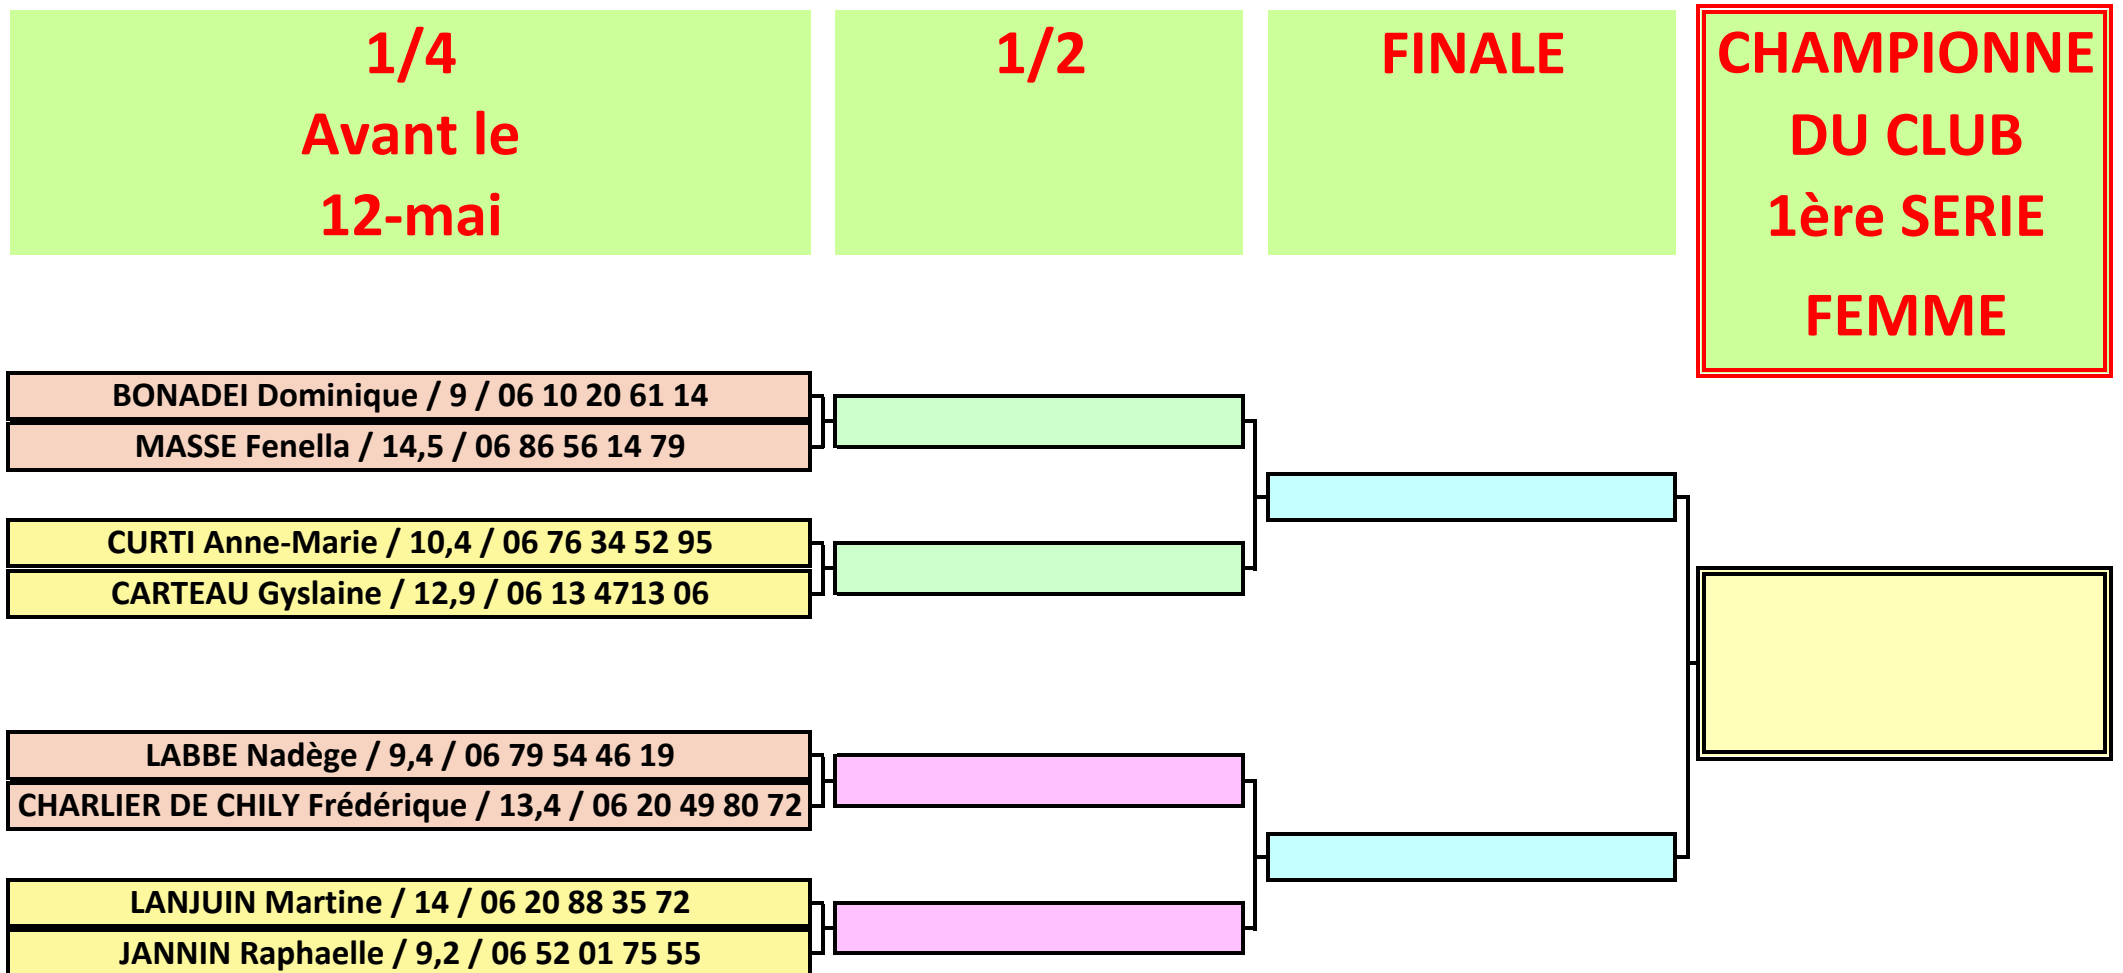 1/4
Avant le
12-mai
1/2
FINALE
CHAMPIONNE
DU CLUB
1ère SERIE
FEMME
BONADEI Dominique / 9 / 06 10 20 61 14
MASSE Fenella / 14,5 / 06 86 56 14 79
CURTI Anne-Marie / 10,4 / 06 76 34 52 95
CARTEAU Gyslaine / 12,9 / 06 13 4713 06
LABBE Nadège / 9,4 / 06 79 54 46 19
CHARLIER DE CHILY Frédérique / 13,4 / 06 20 49 80 72
LANJUIN Martine / 14 / 06 20 88 35 72
JANNIN Raphaelle / 9,2 / 06 52 01 75 55